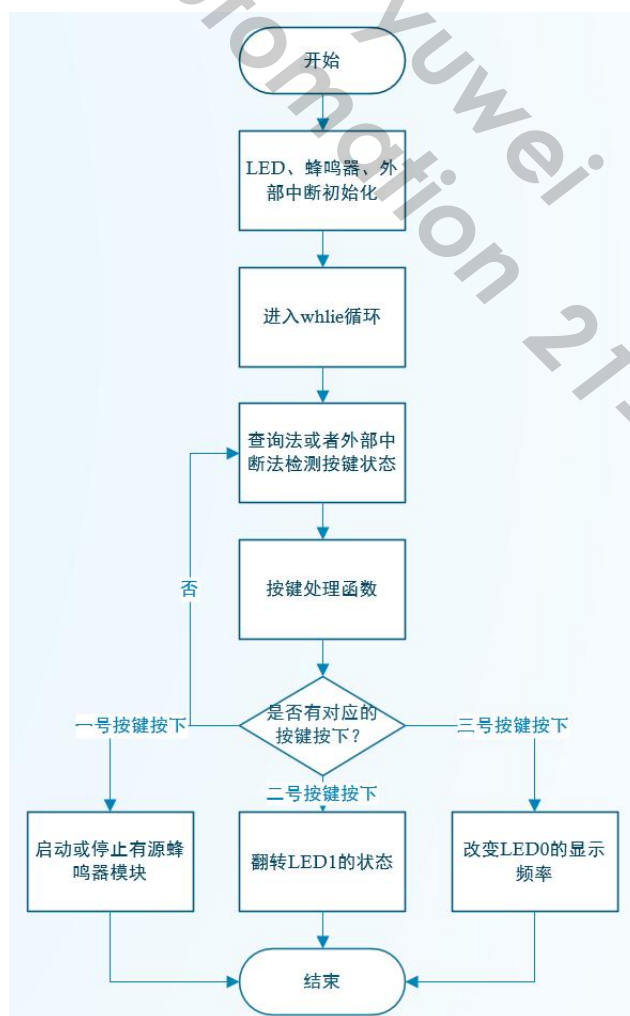 yuwei
omation 21-
开始
LED、蜂鸣器、外
部中断初始化
进入whlie循环
查询法或者外部中
断法检测按键状态
按键处理函数
否
是否有对应的
按键按下？
一号按键按下
三号按键按下
二号按键按下
启动或停止有源蜂
鸣器模块
翻转LED1的状态
改变LED0的显示
频率
结束